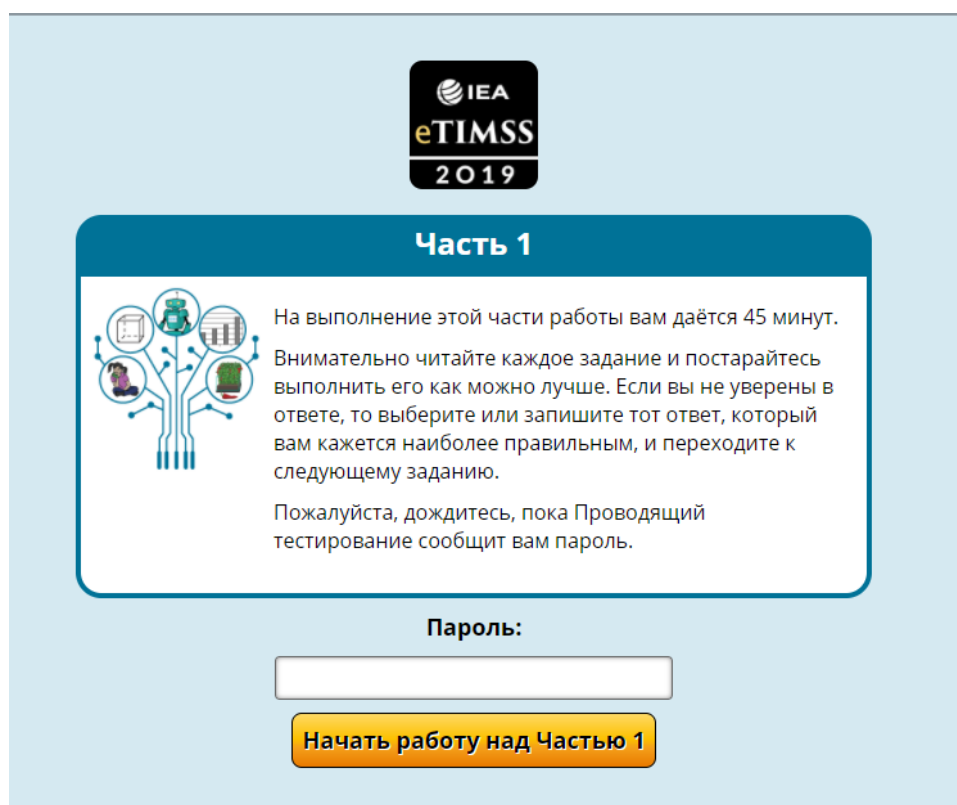 IEA
eTIMSS
2019
Часть 1
На выполнение этой части работы вам даётся 45 минут.
Внимательно читайте каждое задание и постарайтесь
выполнить его как можно лучше. Если вы не уверены в
ответе, то выберите или запишите тот ответ, который
вам кажется наиболее правильным, и переходите к
следующему заданию.
Пожалуйста, дождитесь, пока Проводящий
тестирование сообщит вам пароль.
Пароль:
Начать работу над Частью 1